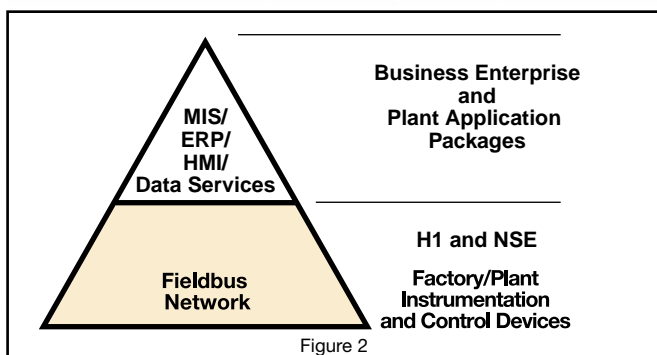 MIS/
ERP/
HMI/
Data Services
Fieldbus
Network
Business Enterprise
and
Plant Application
Packages
H1 and NSE
Factory/Plant
Instrumentation
and Control Devices
Figure 2